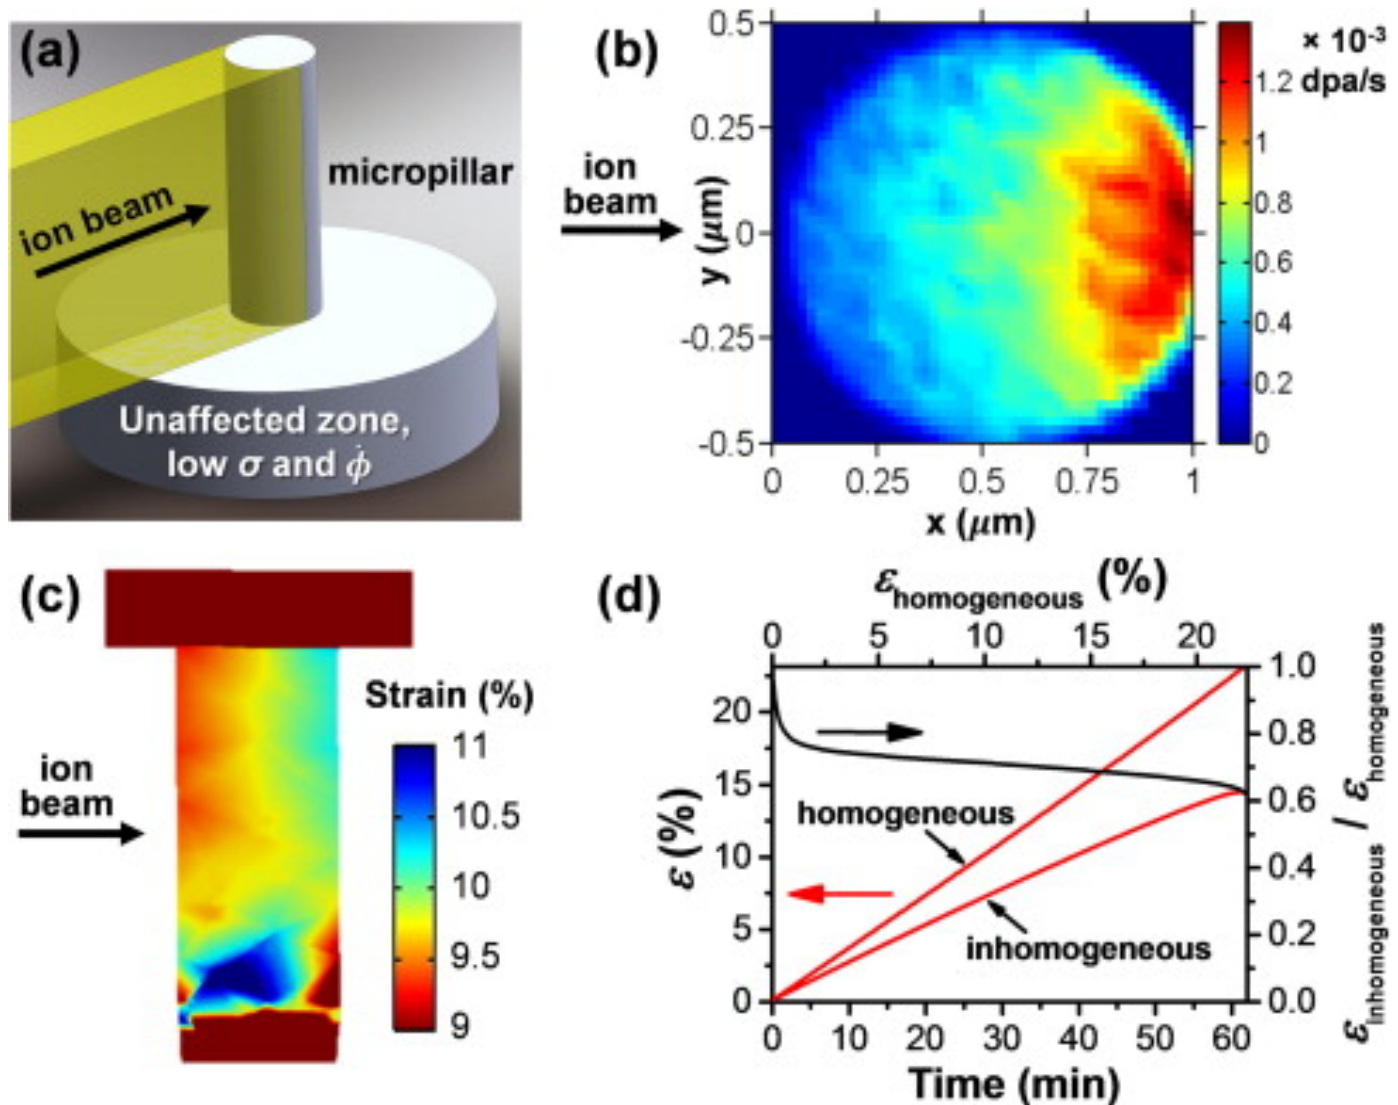 (a)
ion beam
micropillar
Unaffected zone,
low σ and ϕ̇
(b)
ion
beam
y (μm)
0.5
0.25
0
-0.25
-0.5
0 0.25 0.5 0.75 1
x (μm)
× 10⁻³
dpa/s
1.2
1
0.8
0.6
0.4
0.2
0
(c)
ion
beam
Strain (%)
11
10.5
10
9.5
9
(d)
εhomogeneous (%)
0 5 10 15 20
ε (%)
20
15
10
5
0
homogeneous
inhomogeneous
1.0
0.8
0.6
0.4
0.2
0.0
εinhomogeneous / εhomogeneous
0 10 20 30 40 50 60
Time (min)